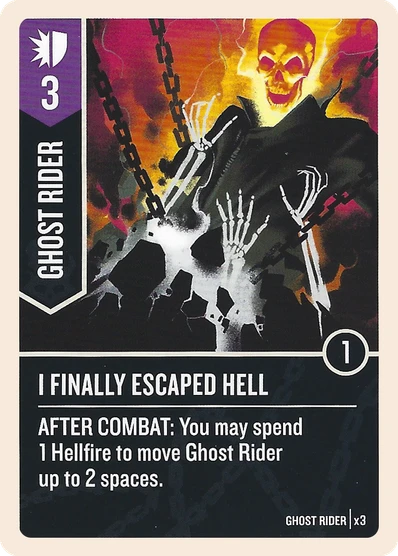 3
GHOST RIDER
1
I FINALLY ESCAPED HELL
AFTER COMBAT: You may spend
1 Hellfire to move Ghost Rider
up to 2 spaces.
GHOST RIDER | x3